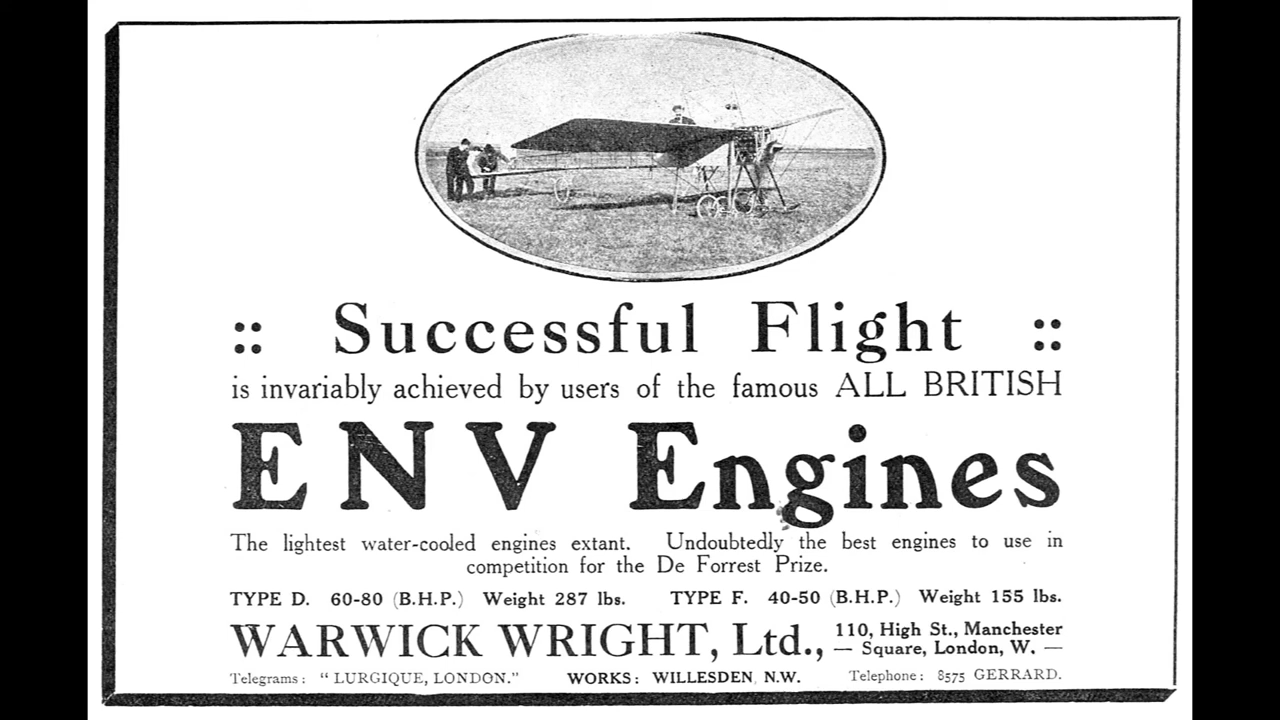 :: Successful Flight ::
is invariably achieved by users of the famous ALL BRITISH
ENV Engines
The lightest water-cooled engines extant. Undoubtedly the best engines to use in
competition for the De Forrest Prize.
TYPE D. 60-80 (B.H.P.) Weight 287 lbs. TYPE F. 40-50 (B.H.P.) Weight 155 lbs.
WARWICK WRIGHT, Ltd., 110, High St., Manchester
— Square, London, W. —
Telegrams: "LURGIQUE, LONDON." WORKS: WILLESDEN, N.W. Telephone: 8575 GERRARD.